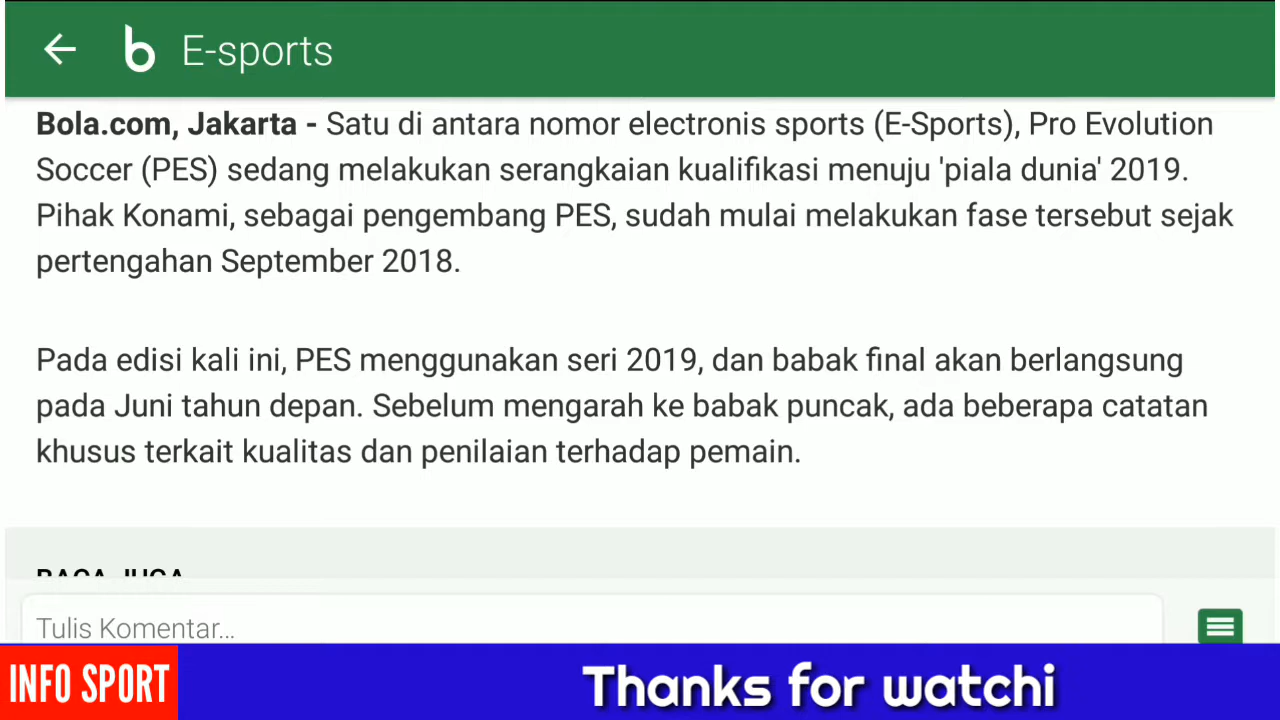 b E-sports
Bola.com, Jakarta - Satu di antara nomor electronis sports (E-Sports), Pro Evolution
Soccer (PES) sedang melakukan serangkaian kualifikasi menuju 'piala dunia' 2019.
Pihak Konami, sebagai pengembang PES, sudah mulai melakukan fase tersebut sejak
pertengahan September 2018.
Pada edisi kali ini, PES menggunakan seri 2019, dan babak final akan berlangsung
pada Juni tahun depan. Sebelum mengarah ke babak puncak, ada beberapa catatan
khusus terkait kualitas dan penilaian terhadap pemain.
BACA JUGA
Tulis Komentar...
INFO SPORT Thanks for watchi